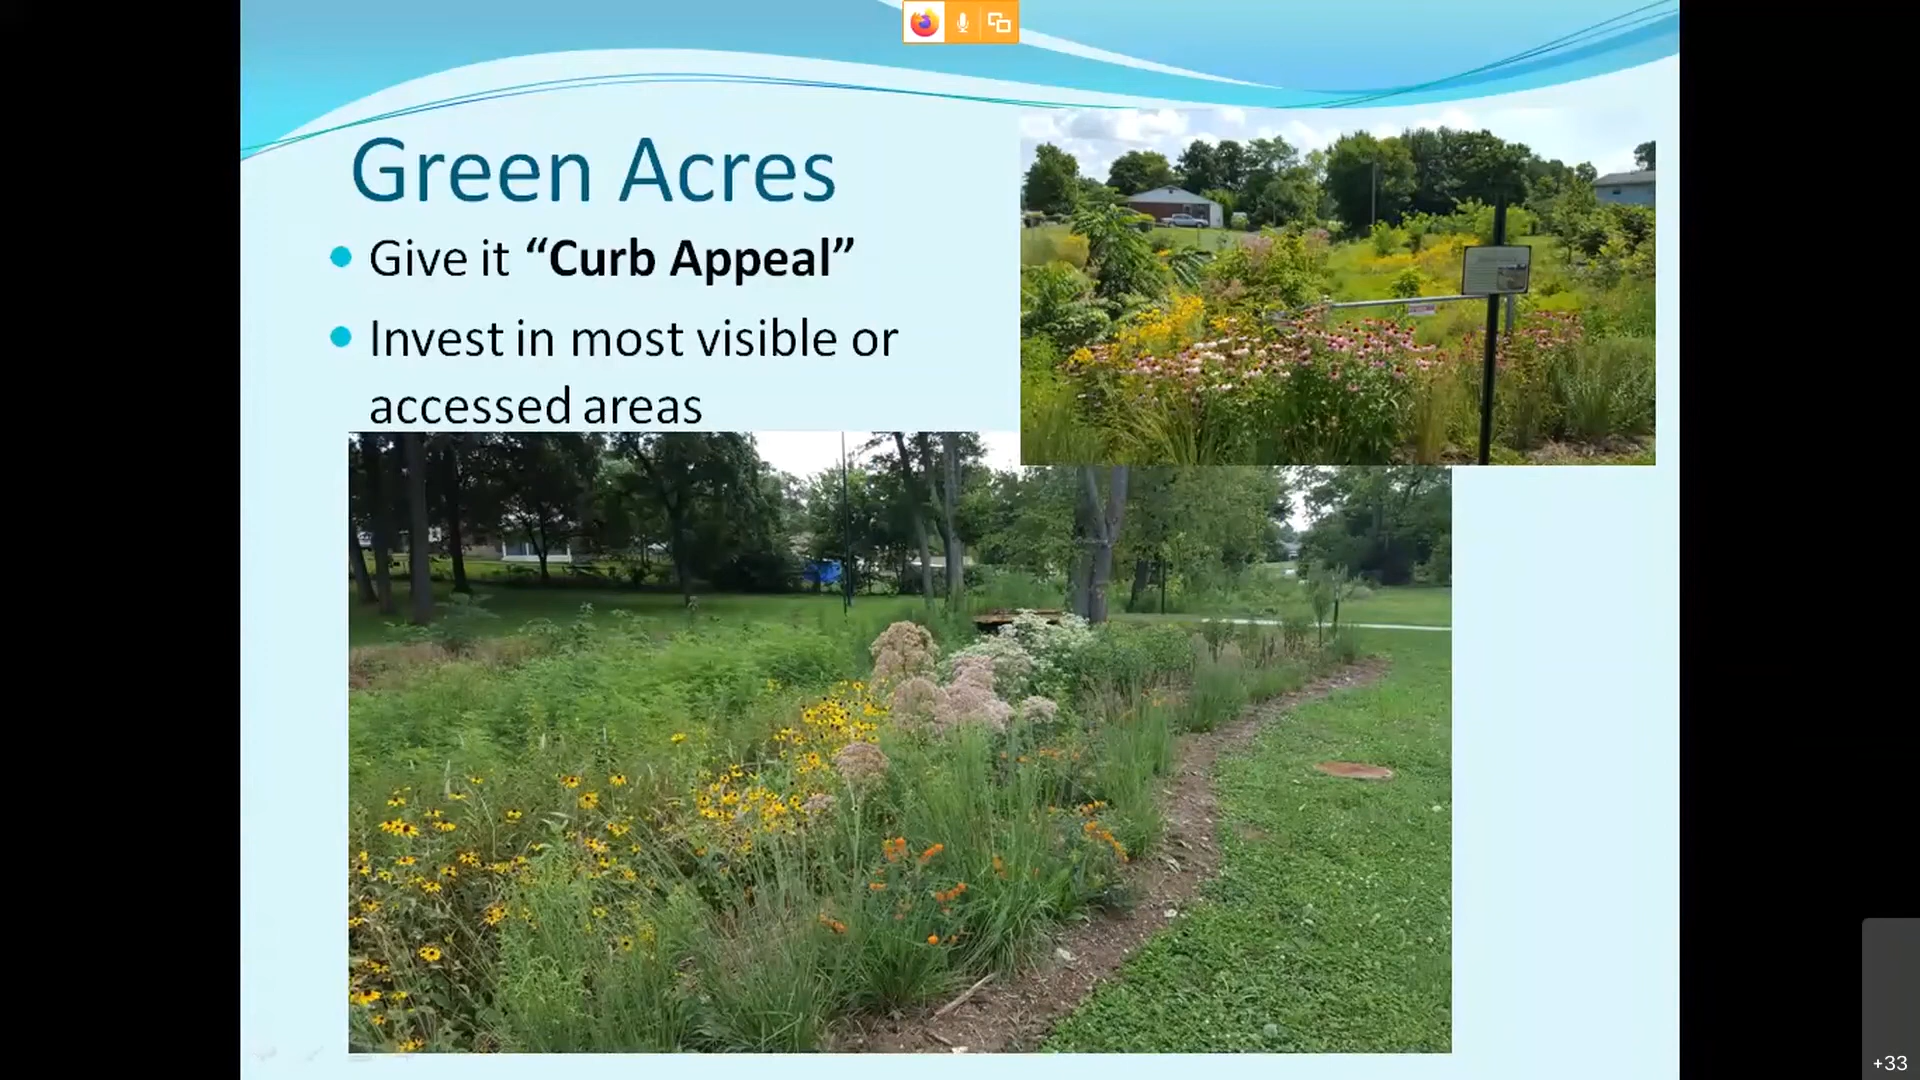 Green Acres
Give it “Curb Appeal”
Invest in most visible or
accessed areas
+33